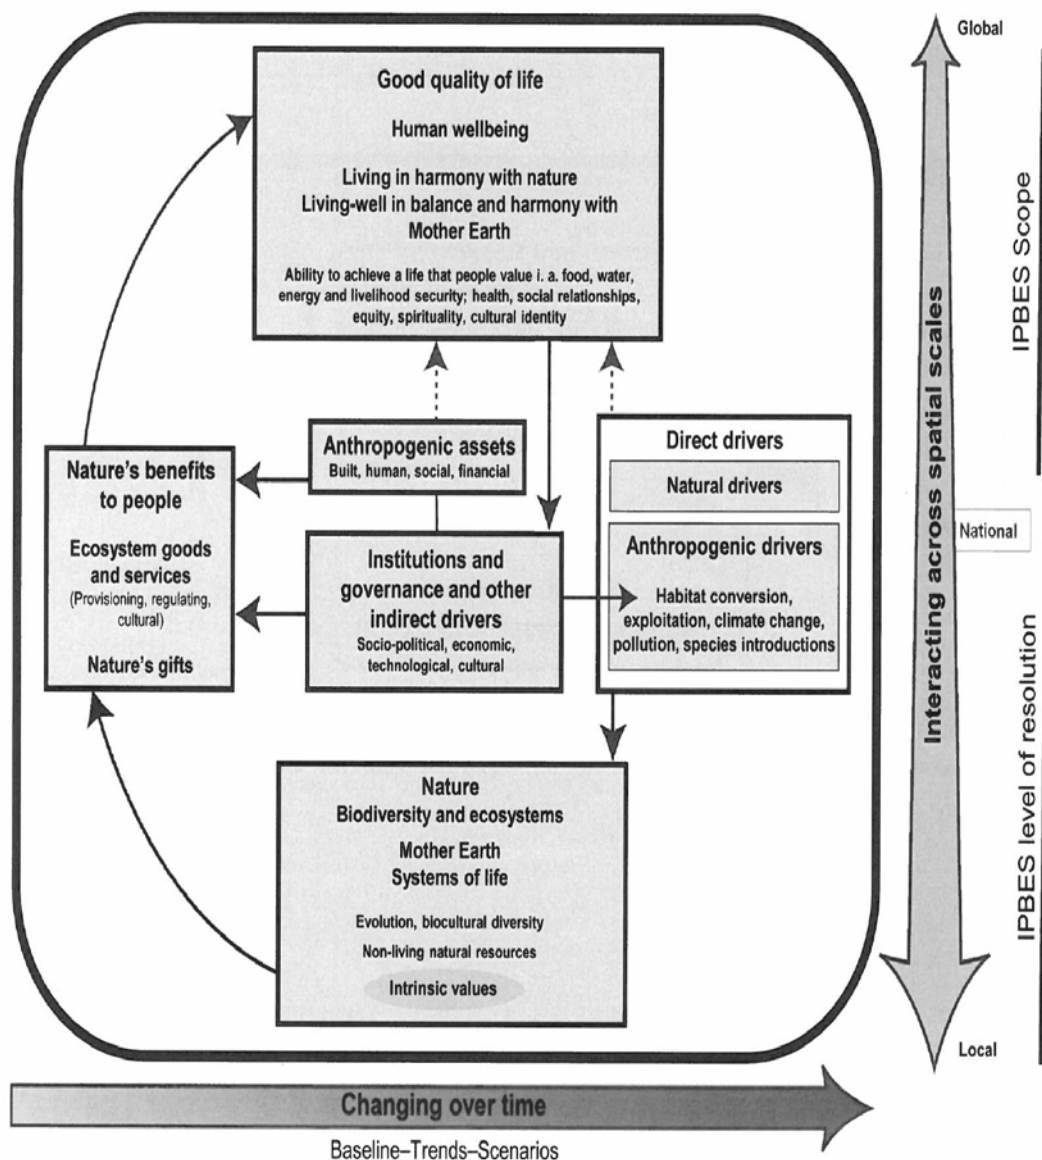 Good quality of life
Human wellbeing
Living in harmony with nature
Living-well in balance and harmony with
Mother Earth
Ability to achieve a life that people value i. a. food, water,
energy and livelihood security; health, social relationships,
equity, spirituality, cultural identity
Anthropogenic assets
Built, human, social, financial
Nature's benefits
to people
Ecosystem goods
and services
(Provisioning, regulating,
cultural)
Nature's gifts
Institutions and
governance and other
indirect drivers
Socio-political, economic,
technological, cultural
Direct drivers
Natural drivers
Anthropogenic drivers
Habitat conversion,
exploitation, climate change,
pollution, species introductions
Nature
Biodiversity and ecosystems
Mother Earth
Systems of life
Evolution, biocultural diversity
Non-living natural resources
Intrinsic values
Global
National
Local
Interacting across spatial scales
IPBES Scope
IPBES level of resolution
Changing over time
Baseline–Trends–Scenarios